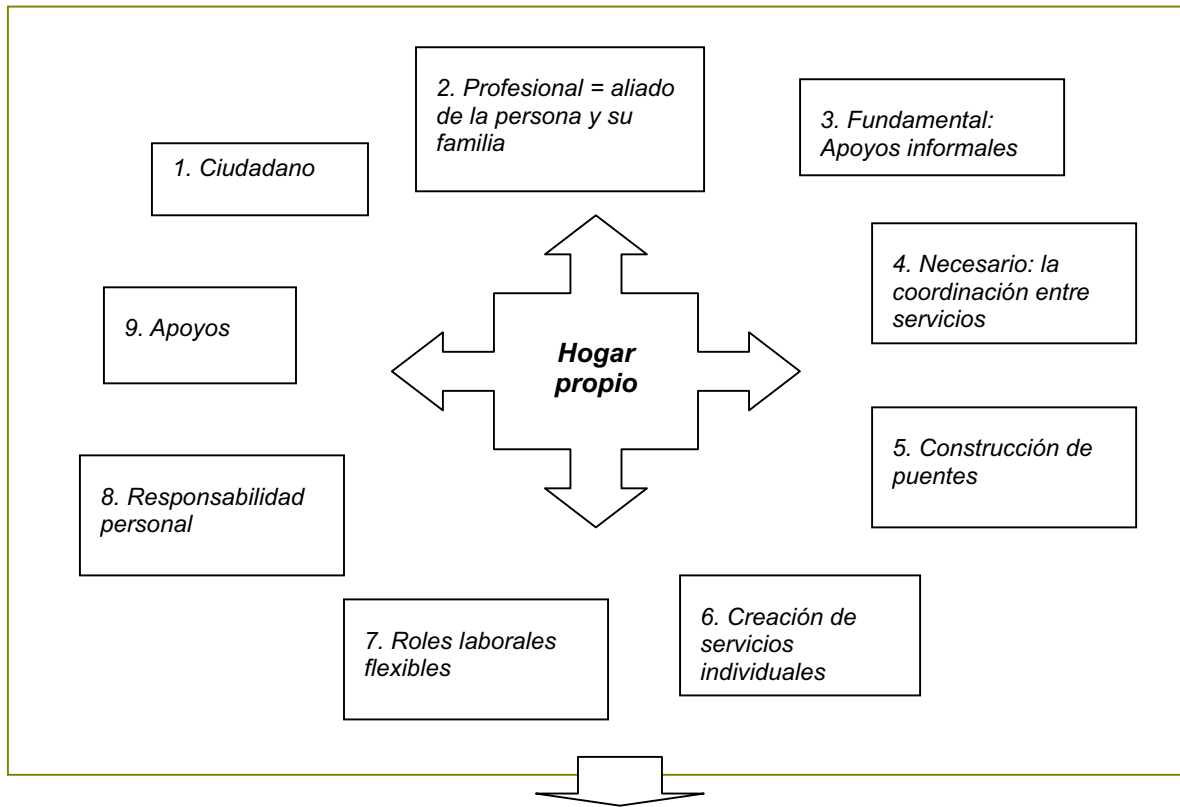 1. Ciudadano
2. Profesional = aliado
de la persona y su
familia
3. Fundamental:
Apoyos informales
4. Necesario: la
coordinación entre
servicios
5. Construcción de
puentes
6. Creación de
servicios
individuales
7. Roles laborales
flexibles
8. Responsabilidad
personal
9. Apoyos
Hogar
propio